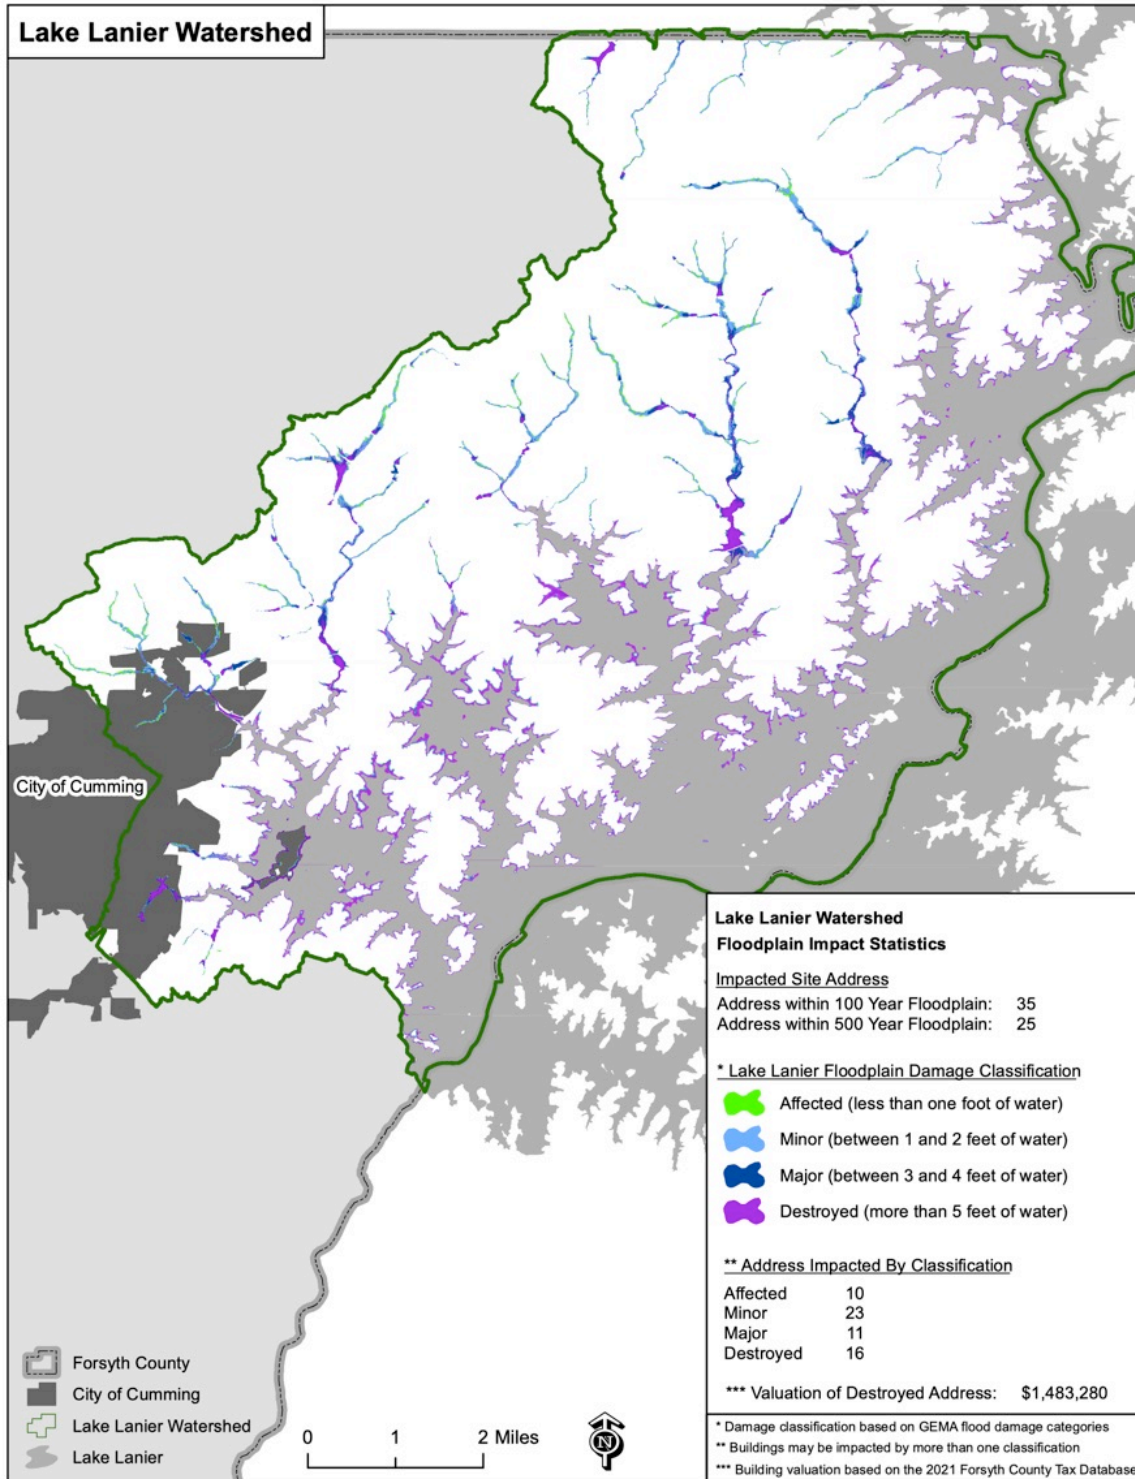 Lake Lanier Watershed
City of Cumming
Lake Lanier Watershed
Floodplain Impact Statistics
Impacted Site Address
Address within 100 Year Floodplain: 35
Address within 500 Year Floodplain: 25
* Lake Lanier Floodplain Damage Classification
Affected (less than one foot of water)
Minor (between 1 and 2 feet of water)
Major (between 3 and 4 feet of water)
Destroyed (more than 5 feet of water)
** Address Impacted By Classification
Affected 10
Minor 23
Major 11
Destroyed 16
*** Valuation of Destroyed Address: $1,483,280
* Damage classification based on GEMA flood damage categories
** Buildings may be impacted by more than one classification
*** Building valuation based on the 2021 Forsyth County Tax Database
Forsyth County
City of Cumming
Lake Lanier Watershed
Lake Lanier
0 1 2 Miles
N